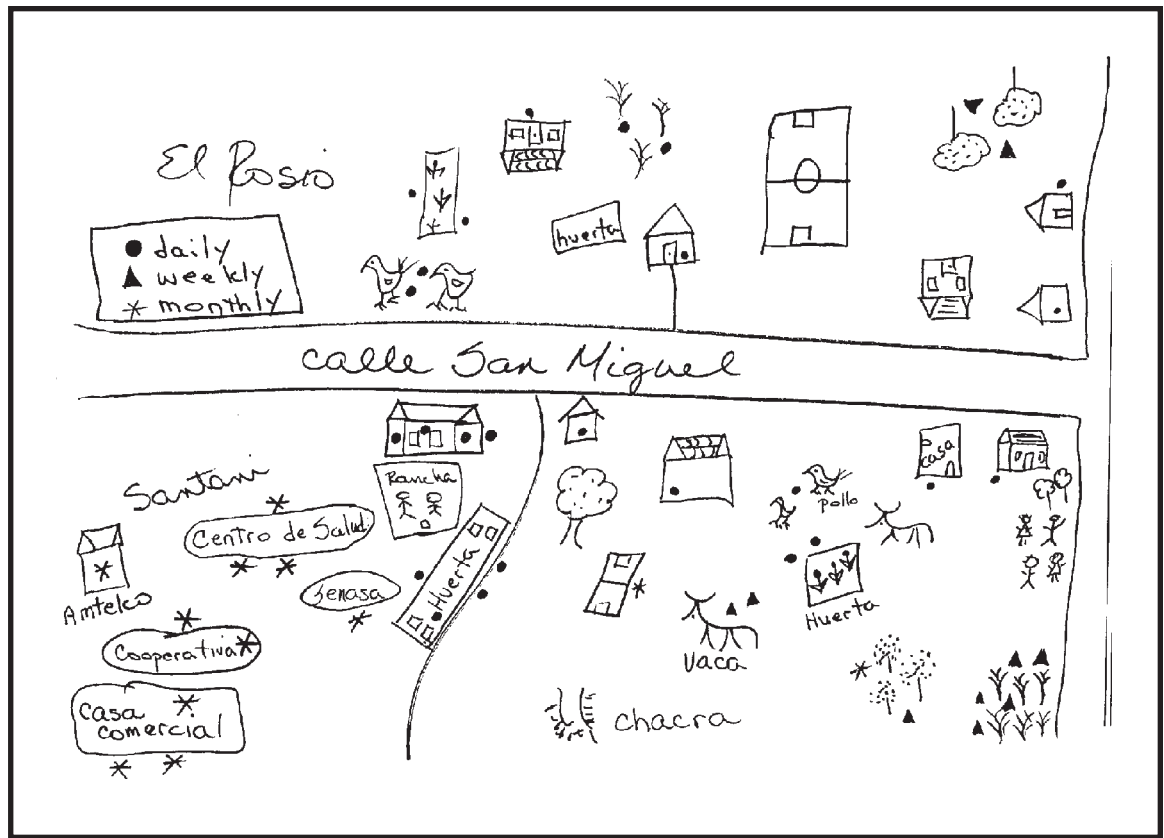 El Rosio
daily
weekly
monthly
huerta
calle San Miguel
Santani
Rancha
casa
pollo
Centro de Salud
Huerta
Amtelco
Senasa
Huerta
Cooperativa
Vaca
casa
comercial
chacra